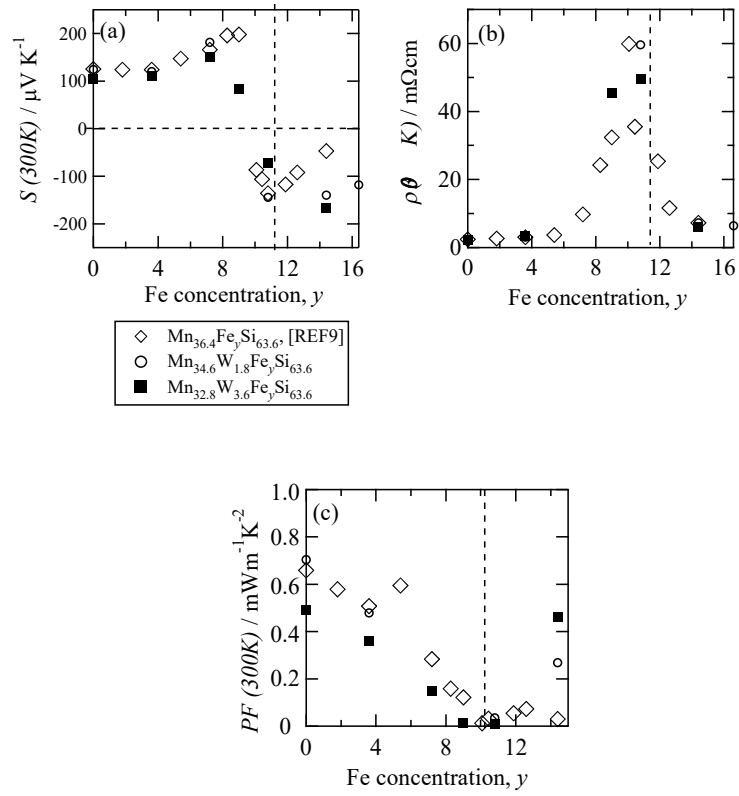 (a)
S (300K) / μV K⁻¹
200
100
0
-100
-200
0 4 8 12 16
Fe concentration, y
(b)
K) / mΩcm
60
40
20
0
0 4 8 12 16
Fe concentration, y
Mn₃₆.₄FeᵧSi₆₃.₆, [REF9]
Mn₃₄.₆W₁.₈FeᵧSi₆₃.₆
Mn₃₂.₈W₃.₆FeᵧSi₆₃.₆
(c)
PF (300K) / mWm⁻¹K⁻²
1.0
0.8
0.6
0.4
0.2
0
0 4 8 12
Fe concentration, y